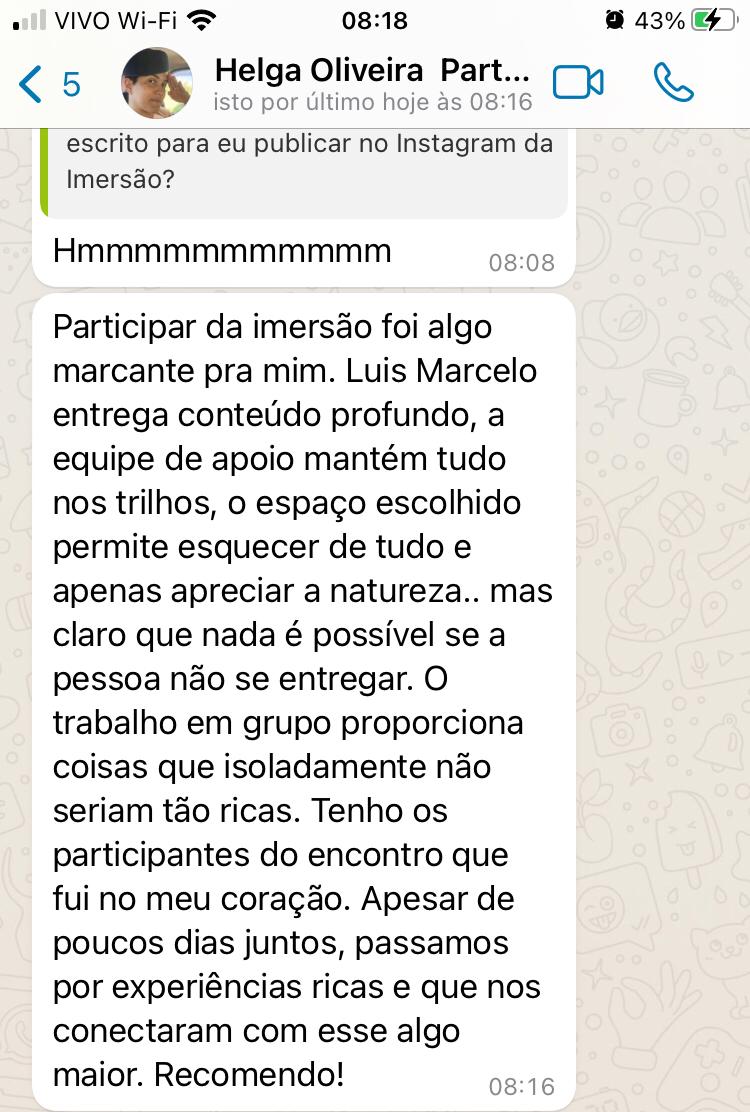 VIVO Wi-Fi 08:18 43%
5 Helga Oliveira Part...
isto por último hoje às 08:16
escrito para eu publicar no Instagram da
Imersão?
Hmmmmmmmmmmmm 08:08
Participar da imersão foi algo
marcante pra mim. Luis Marcelo
entrega conteúdo profundo, a
equipe de apoio mantém tudo
nos trilhos, o espaço escolhido
permite esquecer de tudo e
apenas apreciar a natureza.. mas
claro que nada é possível se a
pessoa não se entregar. O
trabalho em grupo proporciona
coisas que isoladamente não
seriam tão ricas. Tenho os
participantes do encontro que
fui no meu coração. Apesar de
poucos dias juntos, passamos
por experiências ricas e que nos
conectaram com esse algo
maior. Recomendo! 08:16